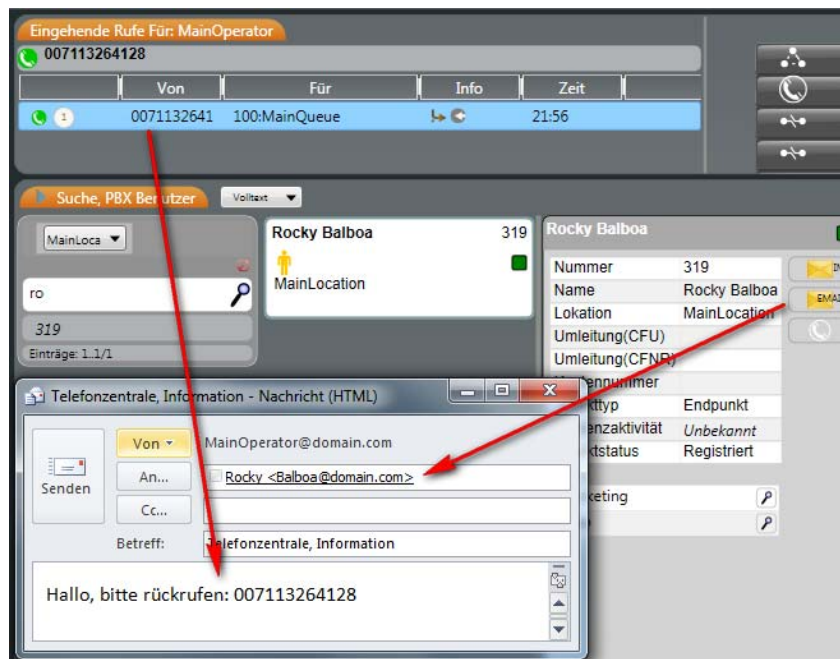 Eingehende Rufe Für: MainOperator
007113264128
Von Für Info Zeit
1 0071132641 100:MainQueue 21:56
Suche, PBX Benutzer Volltext
MainLoca
ro
319
Einträge: 1..1/1
Rocky Balboa 319
MainLocation
Rocky Balboa
Nummer 319
Name Rocky Balboa
Lokation MainLocation
Umleitung(CFU)
Umleitung(CFNR)
Endpunkt
Unbekannt
Registriert
EMAI
Telefonzentrale, Information - Nachricht (HTML)
Senden
Von MainOperator@domain.com
An... Rocky <Balboa@domain.com>
Cc...
Betreff: Telefonzentrale, Information
Hallo, bitte rückrufen: 007113264128